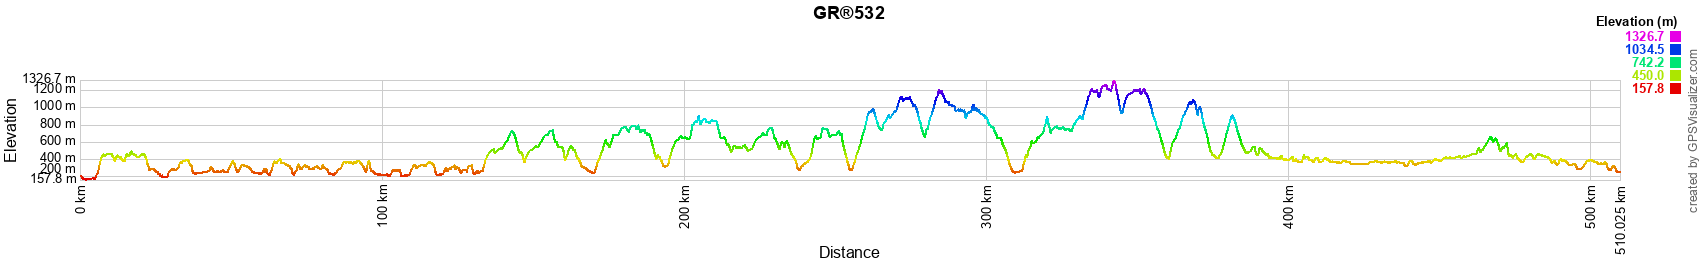 GR®532
Elevation (m)
1326.7
1034.5
742.2
450.0
157.8
1326.7 m
1200 m
1000 m
800 m
600 m
400 m
200 m
157.8 m
Elevation
0 km
100 km
200 km
300 km
400 km
500 km
510.025 km
Distance
created by GPSVisualizer.com